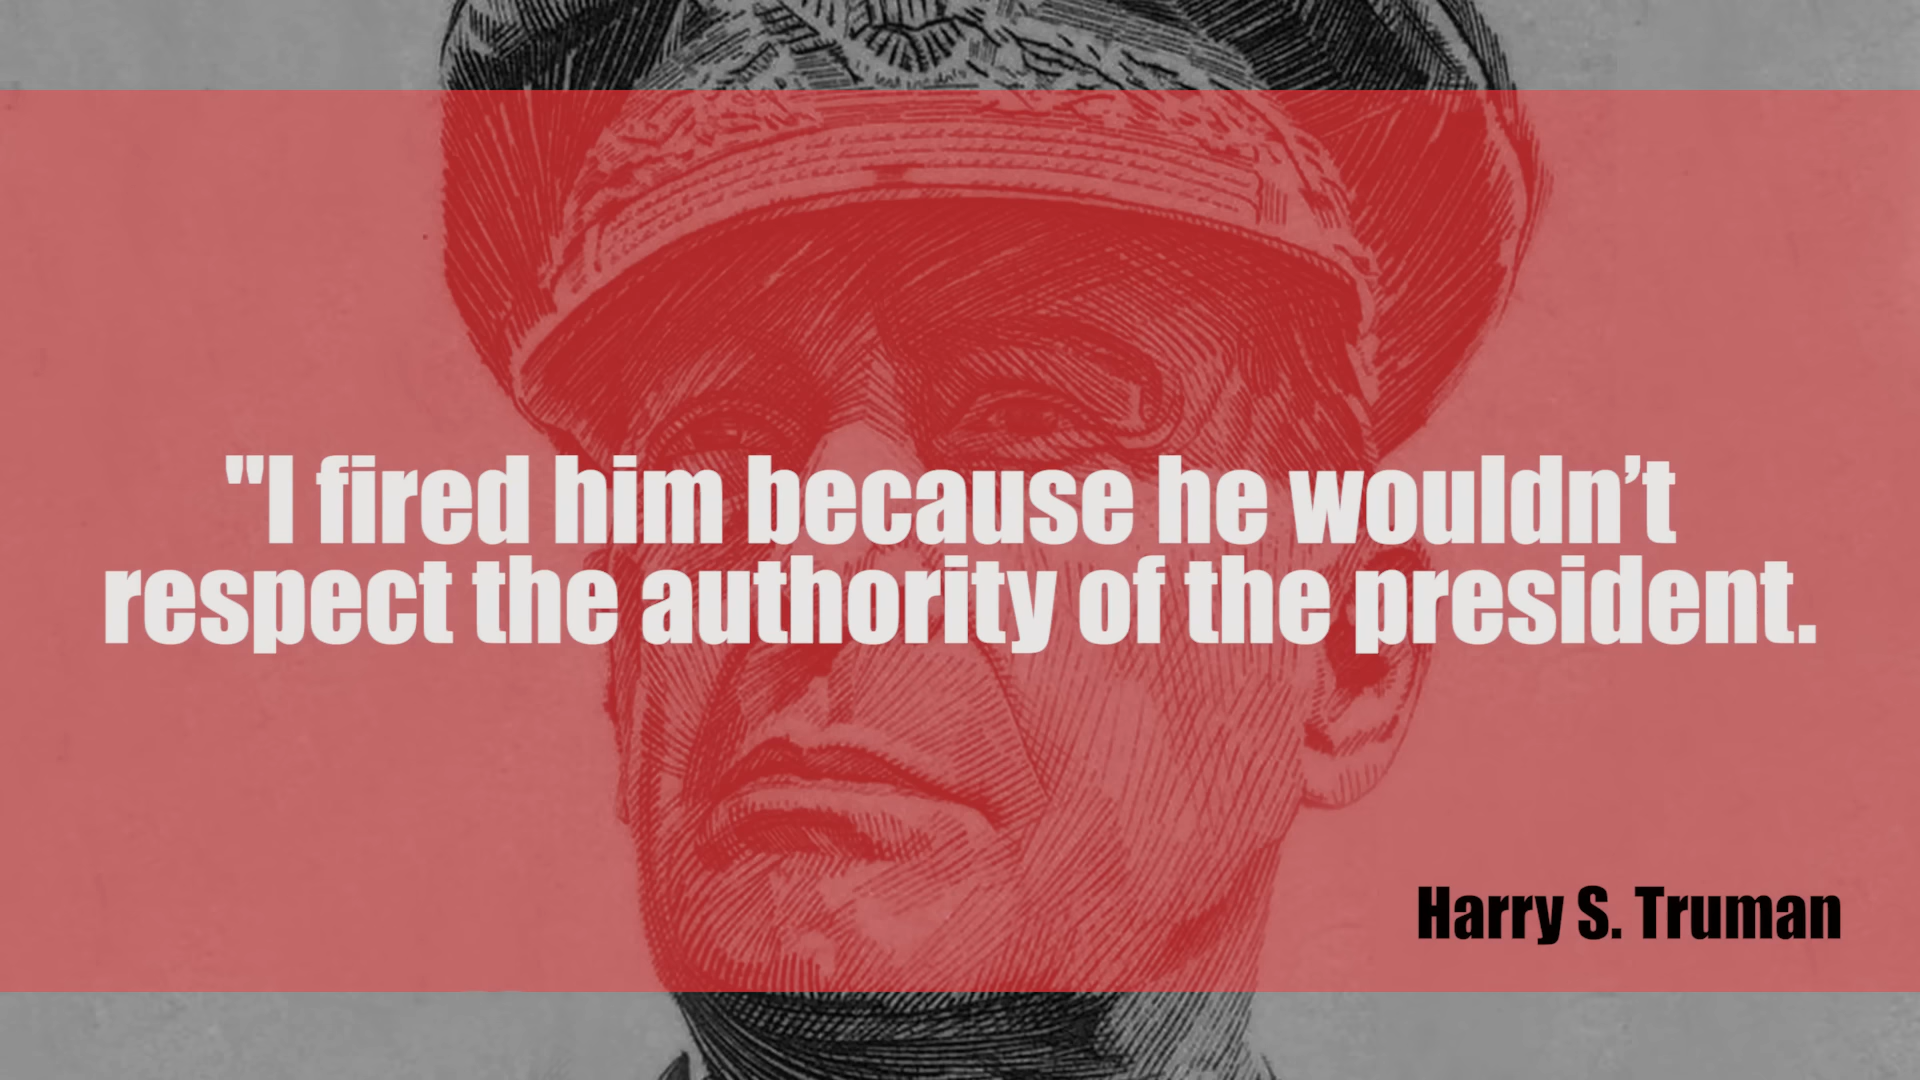 "I fired him because he wouldn’t
respect the authority of the president.
Harry S. Truman